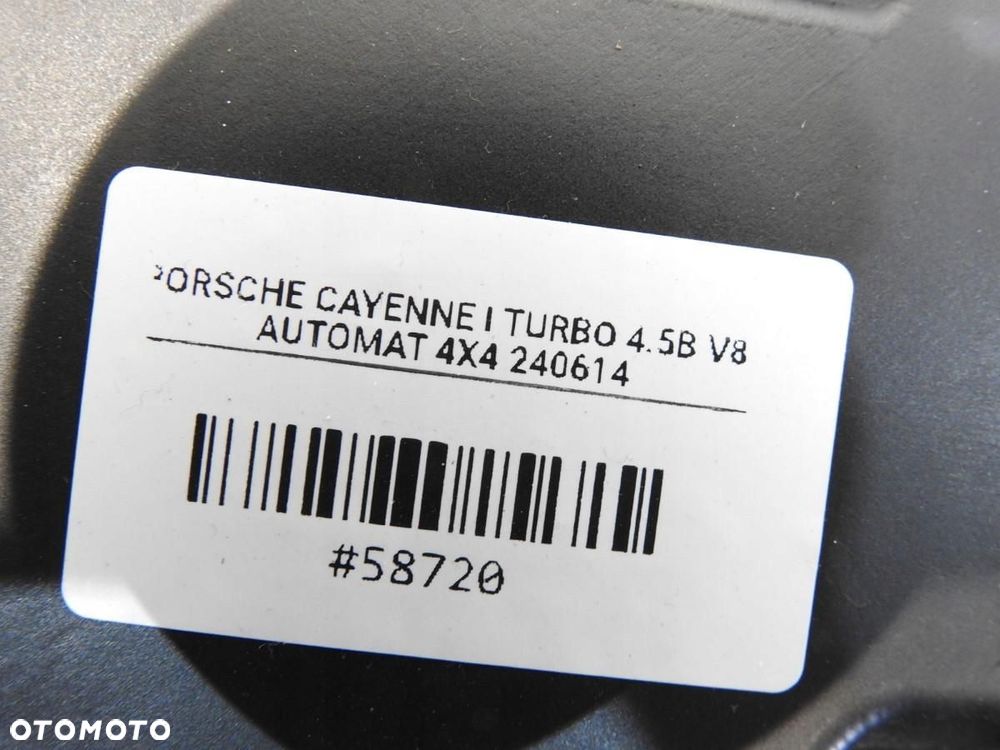 PORSCHE CAYENNE I TURBO 4.5B V8
AUTOMAT 4X4 240614
#58720
OTOMOTO